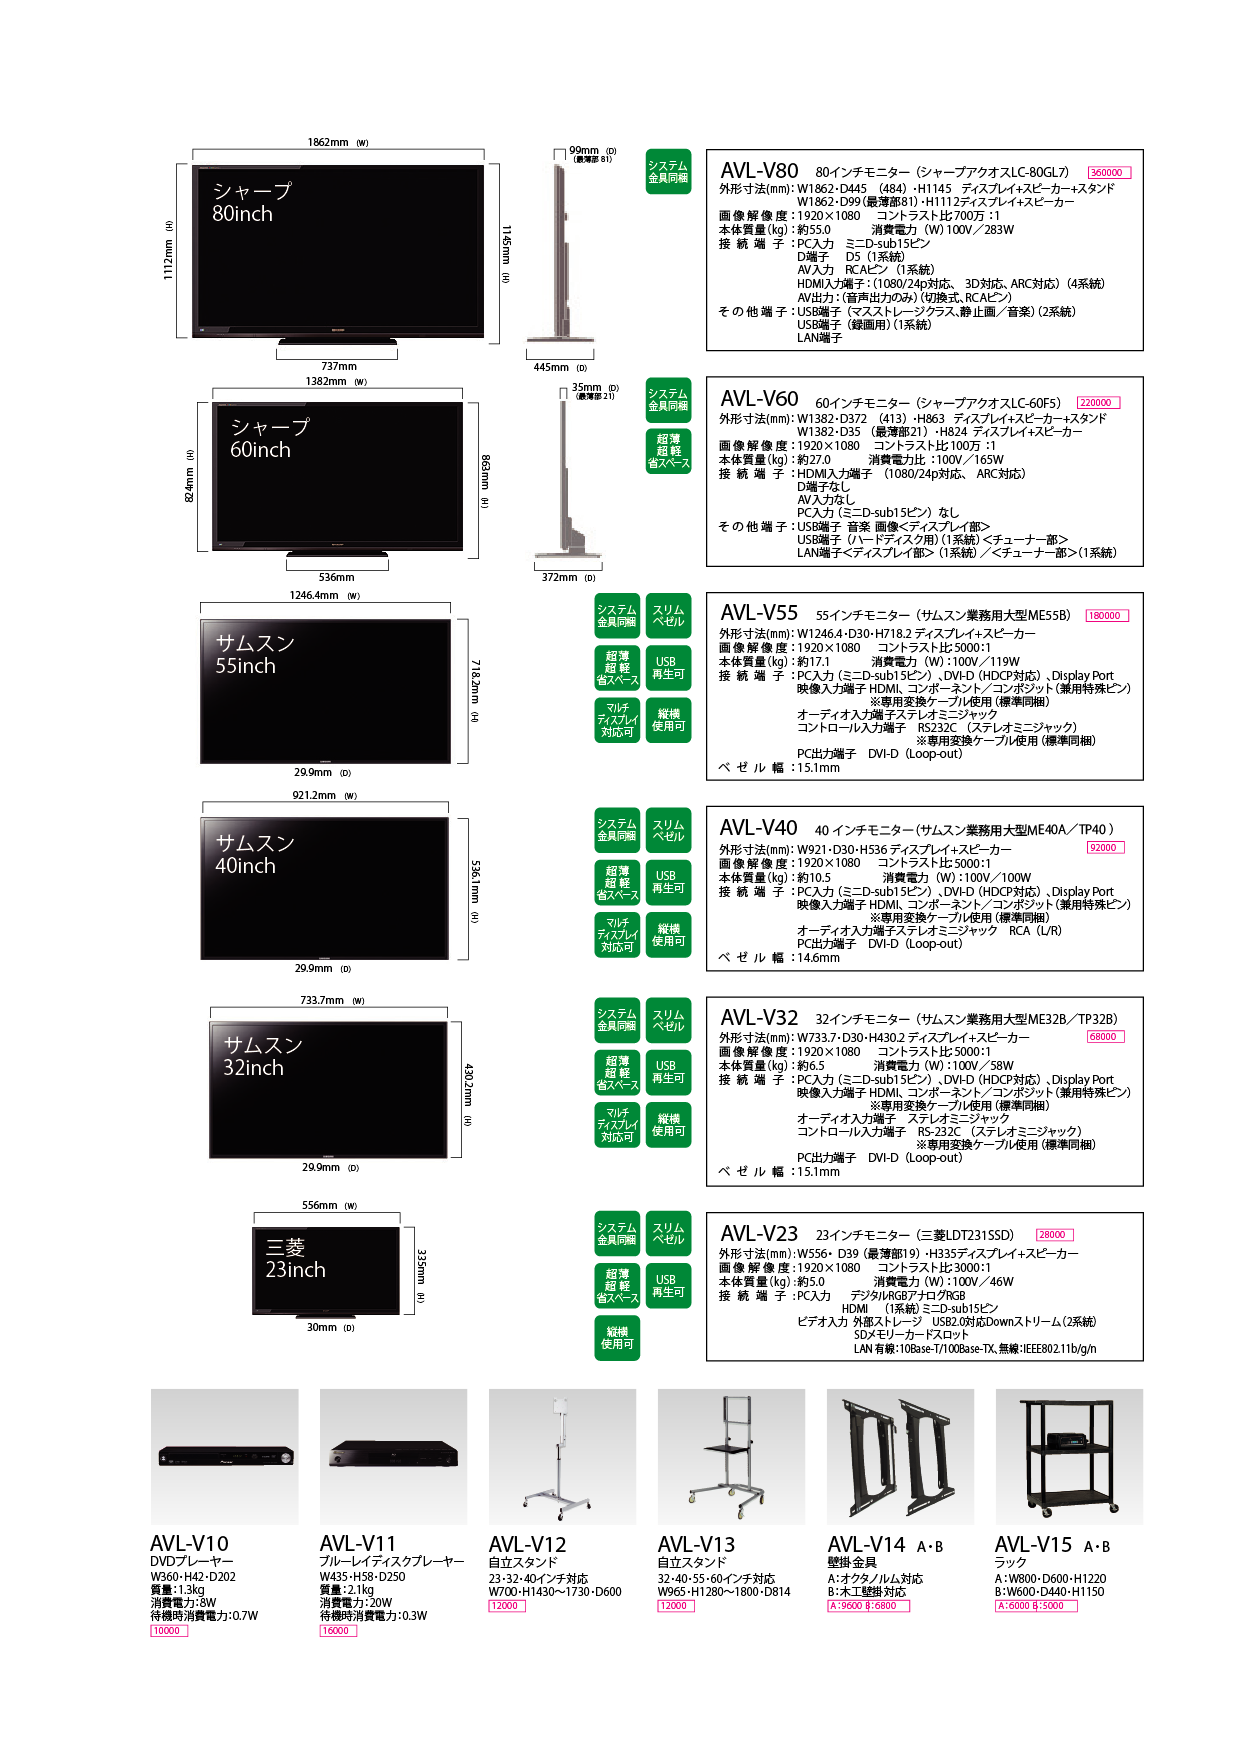 1862mm (W)
99mm (D)
(最薄部 81)
シャープ
80inch
1112mm (H)
1145mm (H)
737mm
445mm (D)
システム
金具同梱
AVL-V80 80インチモニター（シャープアクオスLC-80GL7） 360000
外形寸法(mm)：W1862・D445 （484）・H1145 ディスプレイ+スピーカー+スタンド
W1862・D99（最薄部81）・H1112ディスプレイ+スピーカー
画像解像度：1920×1080 コントラスト比700万：1
本体質量(kg)：約55.0 消費電力（W）100V／283W
接続端子：PC入力 ミニD-sub15ピン
D端子 D5（1系統）
AV入力 RCAピン（1系統）
HDMI入力端子：（1080/24p対応、3D対応、ARC対応）（4系統）
AV出力：（音声出力のみ）（切換式、RCAピン）
その他端子：USB端子（マスストレージクラス、静止画／音楽）（2系統）
USB端子（録画用）（1系統）
LAN端子
1382mm (W)
35mm (D)
(最薄部 21)
シャープ
60inch
824mm (H)
863mm (H)
536mm
372mm (D)
システム
金具同梱
超薄
超軽
省スペース
AVL-V60 60インチモニター（シャープアクオスLC-60F5） 220000
外形寸法(mm)：W1382・D372 （413）・H863 ディスプレイ+スピーカー+スタンド
W1382・D35 （最薄部21）・H824 ディスプレイ+スピーカー
画像解像度：1920×1080 コントラスト比100万：1
本体質量(kg)：約27.0 消費電力比：100V／165W
接続端子：HDMI入力端子 （1080/24p対応、ARC対応）
D端子なし
AV入力なし
PC入力（ミニD-sub15ピン）なし
その他端子：USB端子 音楽 画像＜ディスプレイ部＞
USB端子（ハードディスク用）（1系統）＜チューナー部＞
LAN端子＜ディスプレイ部＞（1系統）／＜チューナー部＞（1系統）
1246.4mm (W)
サムスン
55inch
718.2mm (H)
29.9mm (D)
システム
金具同梱
スリム
ベゼル
超薄
超軽
省スペース
USB
再生可
マルチ
ディスプレイ
対応可
縦横
使用可
AVL-V55 55インチモニター（サムスン業務用大型ME55B） 180000
外形寸法(mm)：W1246.4・D30・H718.2 ディスプレイ+スピーカー
画像解像度：1920×1080 コントラスト比5000：1
本体質量(kg)：約17.1 消費電力（W）：100V／119W
接続端子：PC入力（ミニD-sub15ピン）、DVI-D（HDCP対応）、Display Port
映像入力端子 HDMI、コンポーネント／コンポジット（兼用特殊ピン）
※専用変換ケーブル使用（標準同梱）
オーディオ入力端子ステレオミニジャック
コントロール入力端子 RS232C （ステレオミニジャック）
※専用変換ケーブル使用（標準同梱）
PC出力端子 DVI-D（Loop-out）
ベゼル幅：15.1mm
921.2mm (W)
サムスン
40inch
536.1mm (H)
29.9mm (D)
システム
金具同梱
スリム
ベゼル
超薄
超軽
省スペース
USB
再生可
マルチ
ディスプレイ
対応可
縦横
使用可
AVL-V40 40 インチモニター（サムスン業務用大型ME40A／TP40 ）
92000
外形寸法(mm)：W921・D30・H536 ディスプレイ+スピーカー
画像解像度：1920×1080 コントラスト比5000：1
本体質量(kg)：約10.5 消費電力（W）：100V／100W
接続端子：PC入力（ミニD-sub15ピン）、DVI-D（HDCP対応）、Display Port
映像入力端子 HDMI、コンポーネント／コンポジット（兼用特殊ピン）
※専用変換ケーブル使用（標準同梱）
オーディオ入力端子ステレオミニジャック RCA（L/R）
PC出力端子 DVI-D（Loop-out）
ベゼル幅：14.6mm
733.7mm (W)
サムスン
32inch
430.2mm (H)
29.9mm (D)
システム
金具同梱
スリム
ベゼル
超薄
超軽
省スペース
USB
再生可
マルチ
ディスプレイ
対応可
縦横
使用可
AVL-V32 32インチモニター（サムスン業務用大型ME32B／TP32B）
68000
外形寸法(mm)：W733.7・D30・H430.2 ディスプレイ+スピーカー
画像解像度：1920×1080 コントラスト比5000：1
本体質量(kg)：約6.5 消費電力（W）：100V／58W
接続端子：PC入力（ミニD-sub15ピン）、DVI-D（HDCP対応）、Display Port
映像入力端子 HDMI、コンポーネント／コンポジット（兼用特殊ピン）
※専用変換ケーブル使用（標準同梱）
オーディオ入力端子 ステレオミニジャック
コントロール入力端子 RS-232C （ステレオミニジャック）
※専用変換ケーブル使用（標準同梱）
PC出力端子 DVI-D（Loop-out）
ベゼル幅：15.1mm
556mm (W)
三菱
23inch
335mm (H)
30mm (D)
システム
金具同梱
スリム
ベゼル
超薄
超軽
省スペース
USB
再生可
縦横
使用可
AVL-V23 23インチモニター（三菱LDT231SSD） 28000
外形寸法(mm)：W556・ D39（最薄部19）・H335ディスプレイ+スピーカー
画像解像度：1920×1080 コントラスト比3000：1
本体質量(kg)：約5.0 消費電力（W）：100V／46W
接続端子：PC入力 デジタルRGBアナログRGB
HDMI （1系統）ミニD-sub15ピン
ビデオ入力 外部ストレージ USB2.0対応Downストリーム（2系統）
SDメモリーカードスロット
LAN 有線：10Base-T/100Base-TX、無線：IEEE802.11b/g/n
AVL-V10
DVDプレーヤー
W360・H42・D202
質量：1.3kg
消費電力：8W
待機時消費電力：0.7W
10000
AVL-V11
ブルーレイディスクプレーヤー
W435・H58・D250
質量：2.1kg
消費電力：20W
待機時消費電力：0.3W
16000
AVL-V12
自立スタンド
23・32・40インチ対応
W700・H1430～1730・D600
12000
AVL-V13
自立スタンド
32・40・55・60インチ対応
W965・H1280～1800・D814
12000
AVL-V14 A・B
壁掛金具
A：オクタノルム対応
B：木工壁掛対応
A：9600 B：6800
AVL-V15 A・B
ラック
A：W800・D600・H1220
B：W600・D440・H1150
A：6000 B：5000